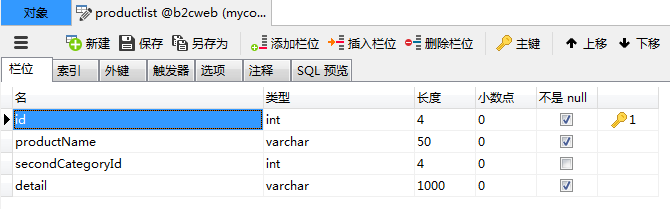 对象 productlist @b2cweb (myco...
新建 保存 另存为 添加栏位 插入栏位 删除栏位 主键 上移 下移
栏位 索引 外键 触发器 选项 注释 SQL 预览
名 类型 长度 小数点 不是 null
id int 4 0 1
productName varchar 50 0
secondCategoryId int 4 0
detail varchar 1000 0